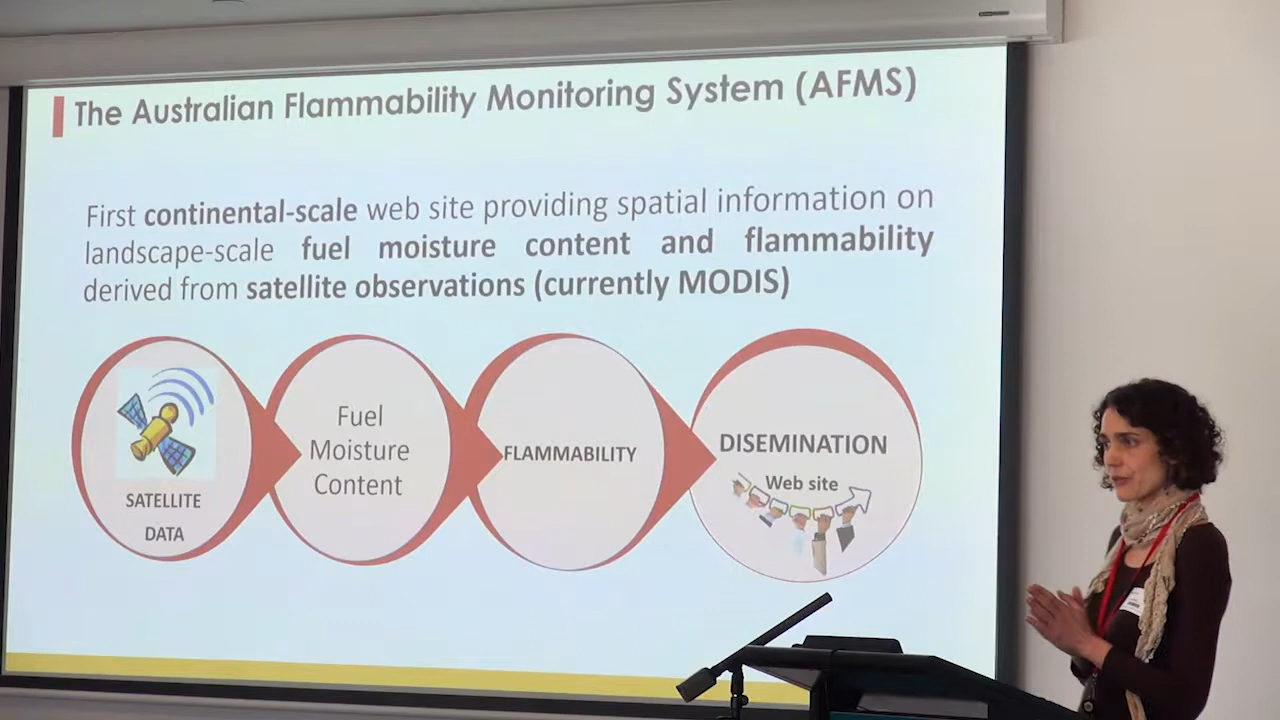 The Australian Flammability Monitoring System (AFMS)
First continental-scale web site providing spatial information on
landscape-scale fuel moisture content and flammability
derived from satellite observations (currently MODIS)
SATELLITE
DATA
Fuel
Moisture
Content
FLAMMABILITY
DISEMINATION
Web site